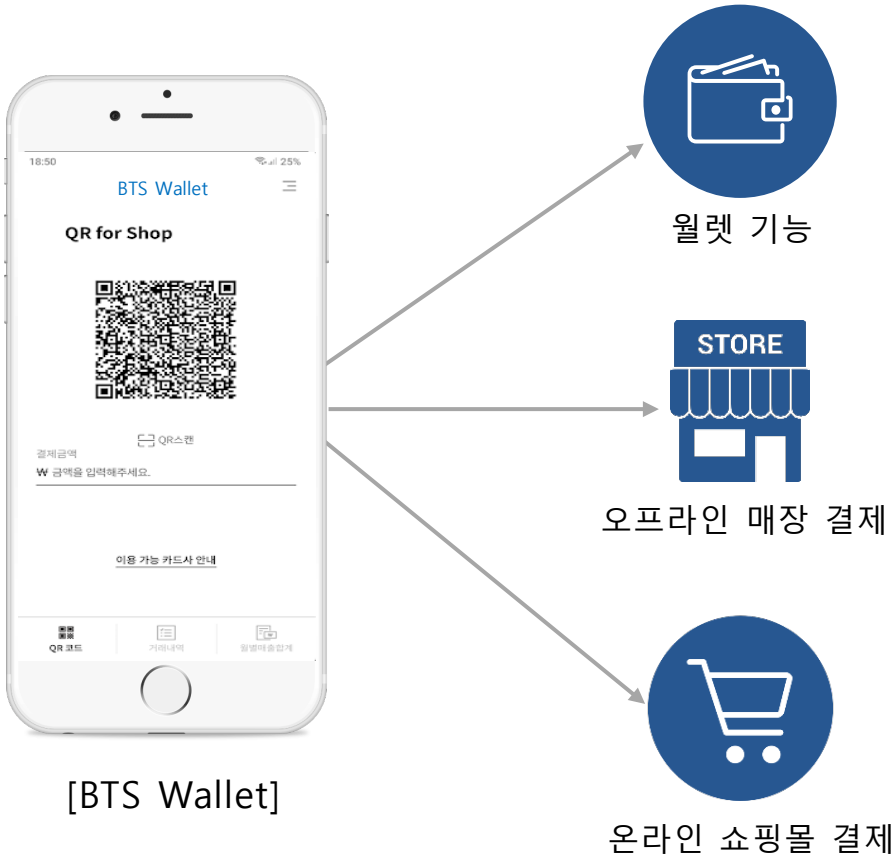 18:50
25%
BTS Wallet
QR for Shop
QR스캔
결제금액
₩ 금액을 입력해주세요.
이용 가능 카드사 안내
QR 코드
거래내역
월별매출합계
[BTS Wallet]
월렛 기능
STORE
오프라인 매장 결제
온라인 쇼핑몰 결제